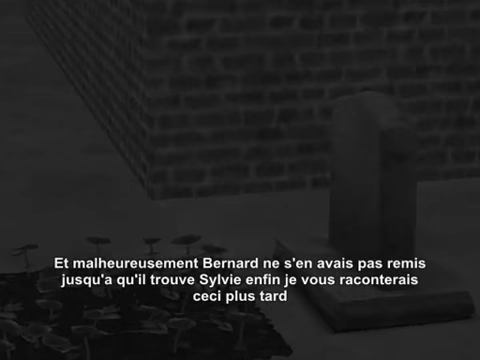 Et malheureusement Bernard ne s'en avais pas remis
jusqu'a qu'il trouve Sylvie enfin je vous raconterais
ceci plus tard